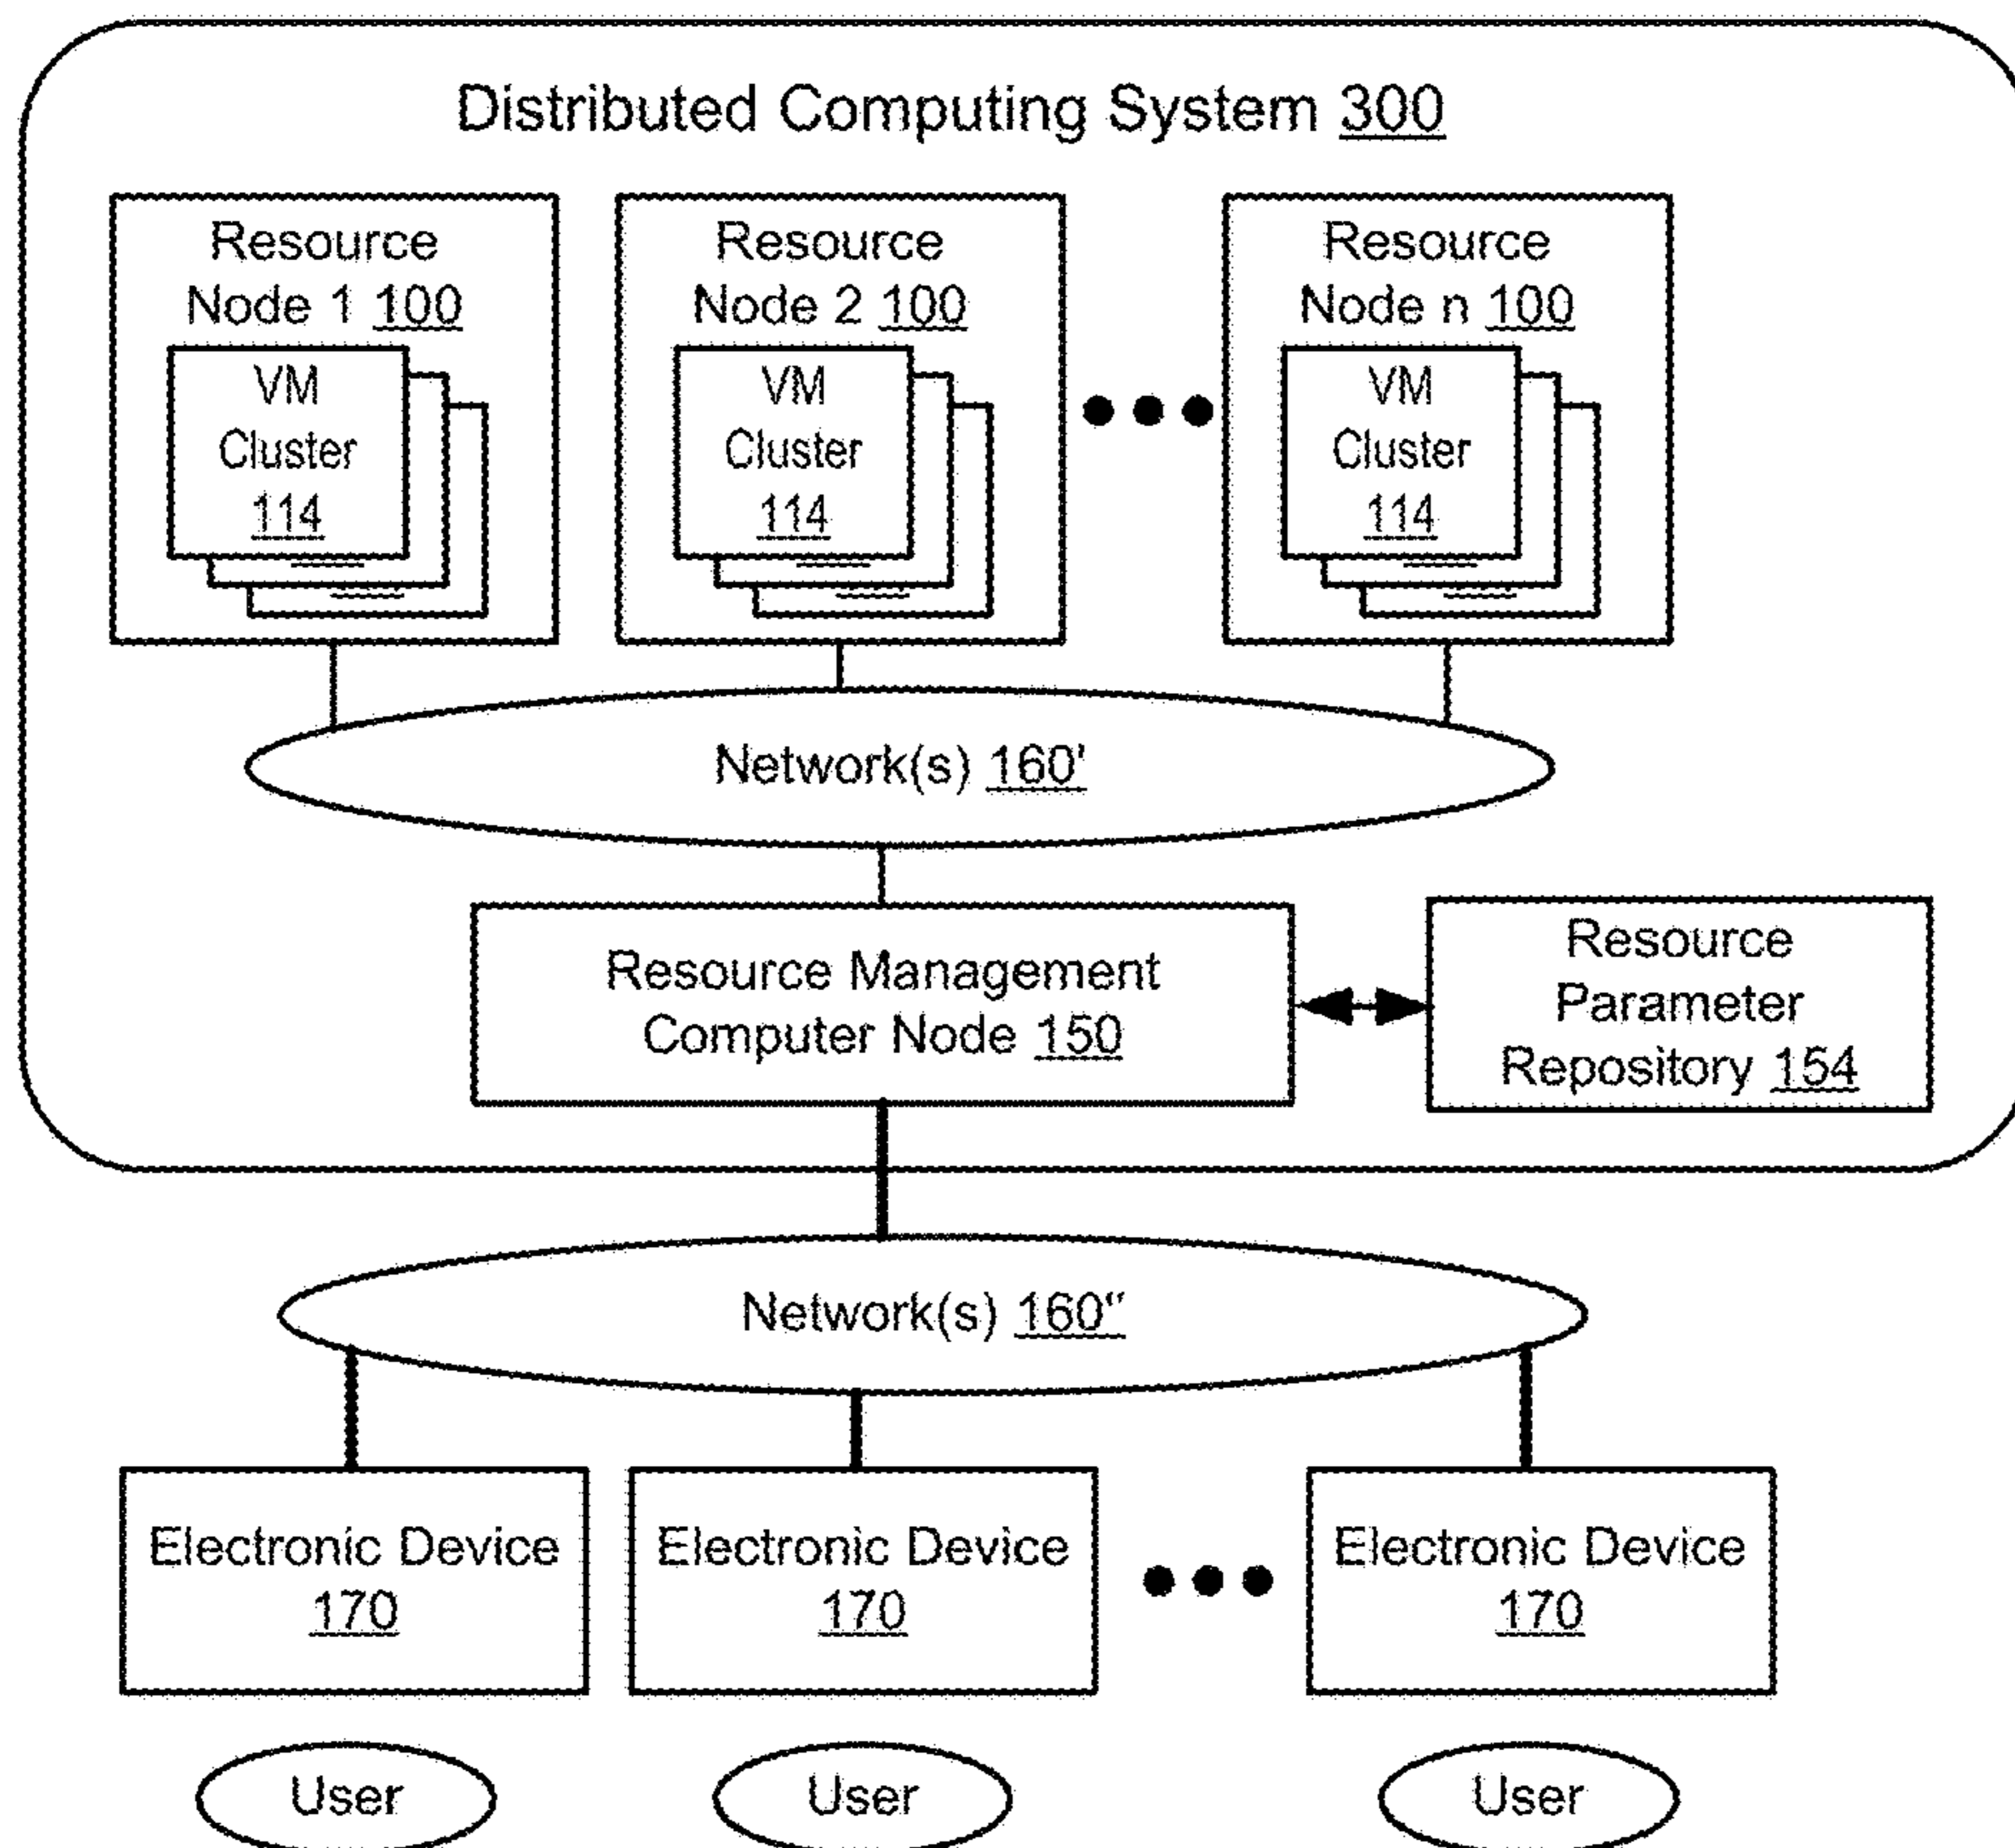 Distributed Computing System 300
Resource
Node 1 100
VM
Cluster
114
Resource
Node 2 100
VM
Cluster
114
Resource
Node n 100
VM
Cluster
114
Network(s) 160'
Resource Management
Computer Node 150
Resource
Parameter
Repository 154
Network(s) 160"
Electronic Device
170
Electronic Device
170
Electronic Device
170
User
User
User